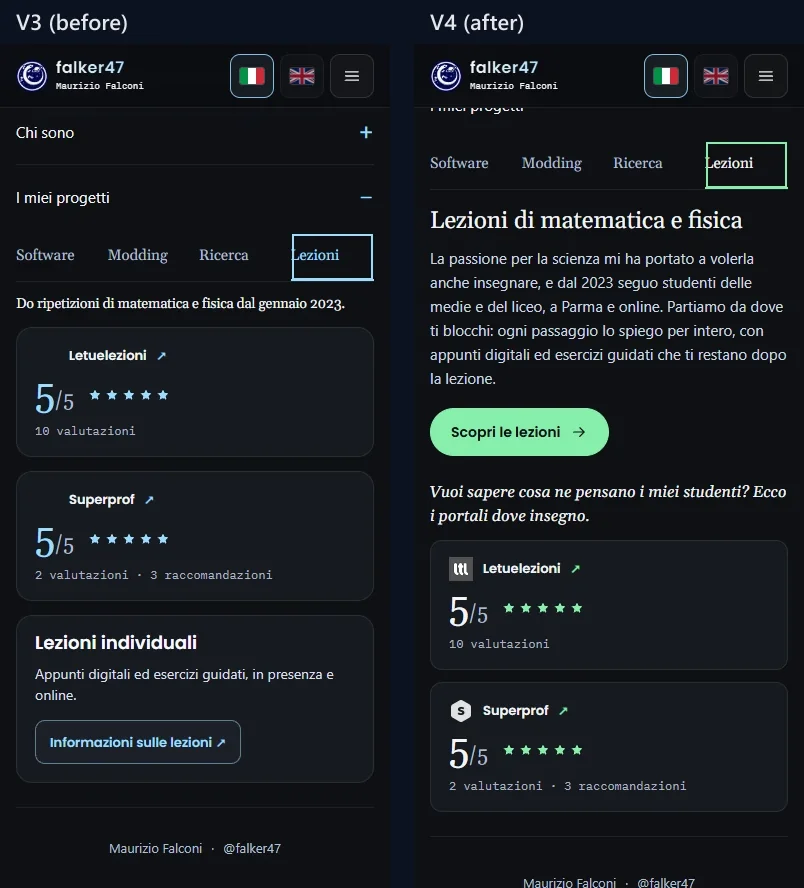 V3 (before)
falker47
Maurizio Falconi
Chi sono
I miei progetti
Software Modding Ricerca Lezioni
Do ripetizioni di matematica e fisica dal gennaio 2023.
Letuelezioni ↗
5/5 ★ ★ ★ ★ ★
10 valutazioni
Superprof ↗
5/5 ★ ★ ★ ★ ★
2 valutazioni · 3 raccomandazioni
Lezioni individuali
Appunti digitali ed esercizi guidati, in presenza e
online.
Informazioni sulle lezioni ↗
Maurizio Falconi · @falker47
V4 (after)
falker47
Maurizio Falconi
I miei progetti
Software Modding Ricerca Lezioni
Lezioni di matematica e fisica
La passione per la scienza mi ha portato a volerla
anche insegnare, e dal 2023 seguo studenti delle
medie e del liceo, a Parma e online. Partiamo da dove
ti blocchi: ogni passaggio lo spiego per intero, con
appunti digitali ed esercizi guidati che ti restano dopo
la lezione.
Scopri le lezioni →
Vuoi sapere cosa ne pensano i miei studenti? Ecco
i portali dove insegno.
Letuelezioni ↗
5/5 ★ ★ ★ ★ ★
10 valutazioni
S Superprof ↗
5/5 ★ ★ ★ ★ ★
2 valutazioni · 3 raccomandazioni
Maurizio Falconi · @falker47